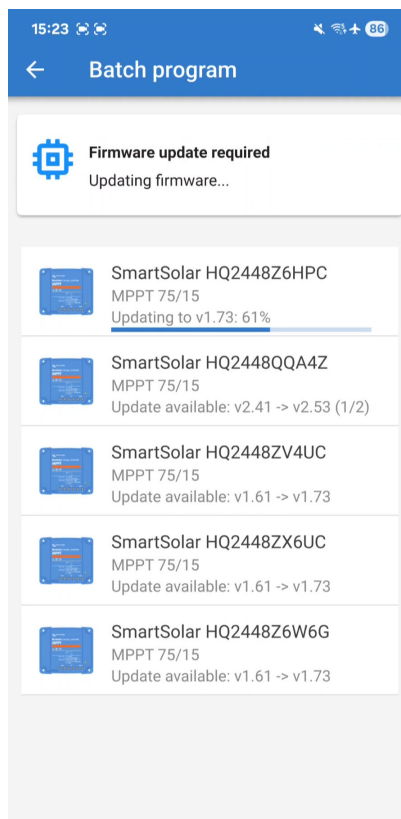 15:23
86
Batch program
Firmware update required
Updating firmware...
SmartSolar HQ2448Z6HPC
MPPT 75/15
Updating to v1.73: 61%
SmartSolar HQ2448QQA4Z
MPPT 75/15
Update available: v2.41 -> v2.53 (1/2)
SmartSolar HQ2448ZV4UC
MPPT 75/15
Update available: v1.61 -> v1.73
SmartSolar HQ2448ZX6UC
MPPT 75/15
Update available: v1.61 -> v1.73
SmartSolar HQ2448Z6W6G
MPPT 75/15
Update available: v1.61 -> v1.73